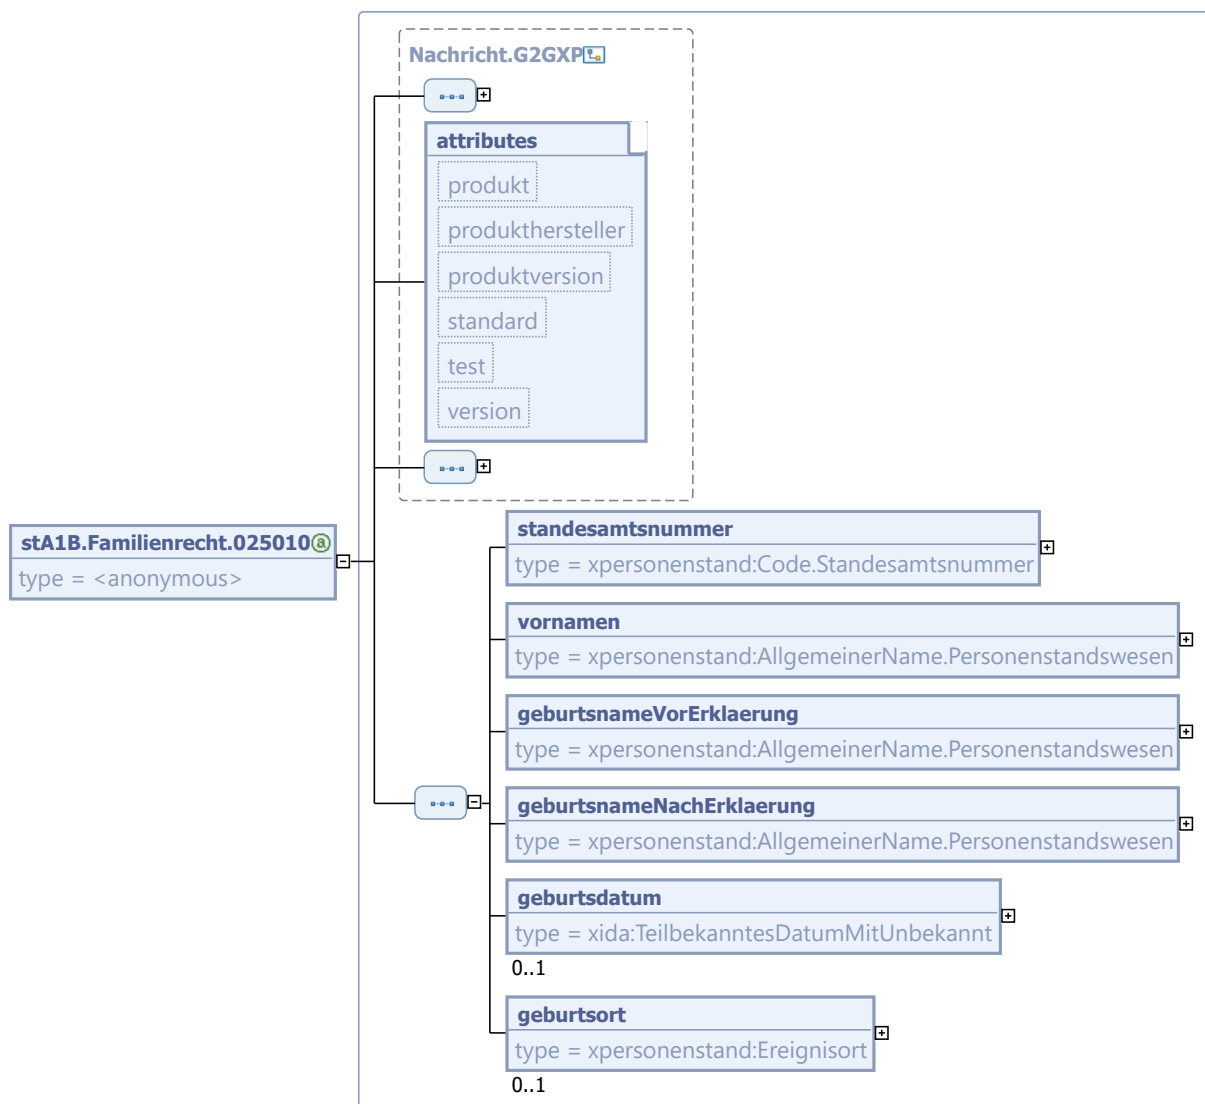 Nachricht.G2GXP
attributes
produkt
produkthersteller
produktversion
standard
test
version
stA1B.Familienrecht.025010
type = <anonymous>
standesamtsnummer
type = xpersonenstand:Code.Standesamtsnummer
vornamen
type = xpersonenstand:AllgemeinerName.Personenstandswesen
geburtsnameVorErklaerung
type = xpersonenstand:AllgemeinerName.Personenstandswesen
geburtsnameNachErklaerung
type = xpersonenstand:AllgemeinerName.Personenstandswesen
geburtsdatum
type = xida:TeilbekanntesDatumMitUnbekannt
0..1
geburtsort
type = xpersonenstand:Ereignisort
0..1